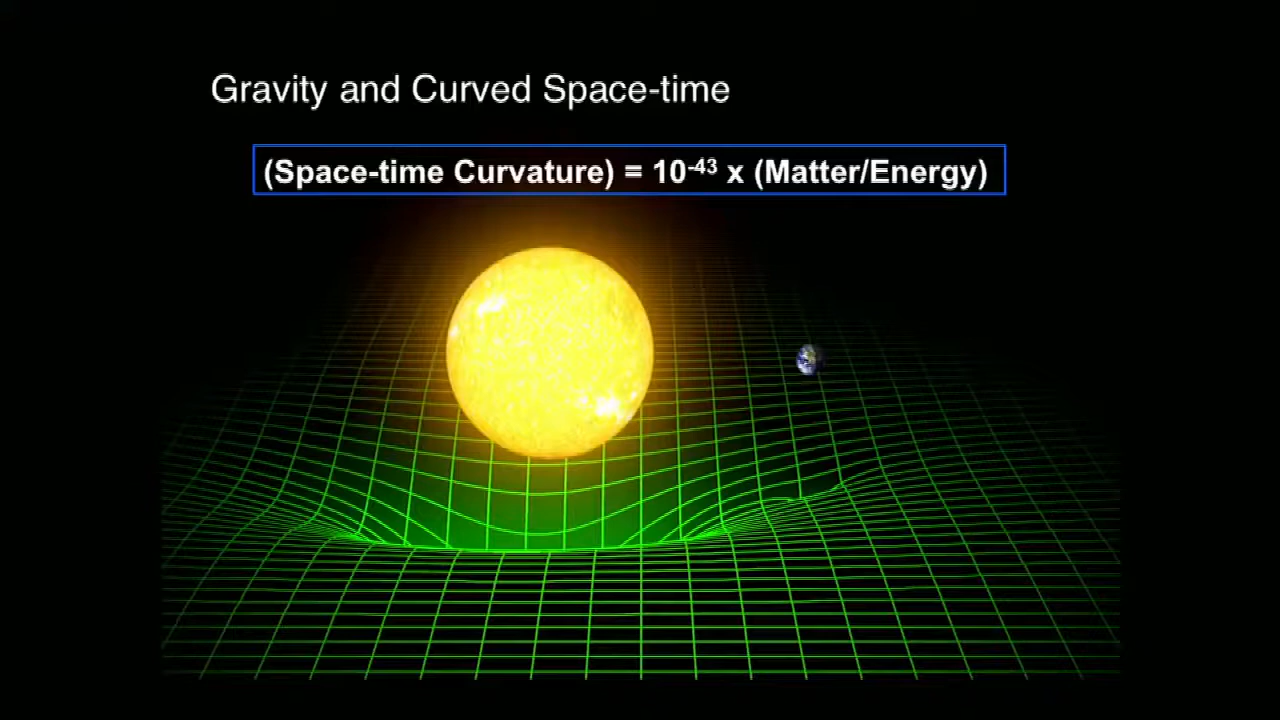 Gravity and Curved Space-time
(Space-time Curvature) = 10⁻⁴³ x (Matter/Energy)